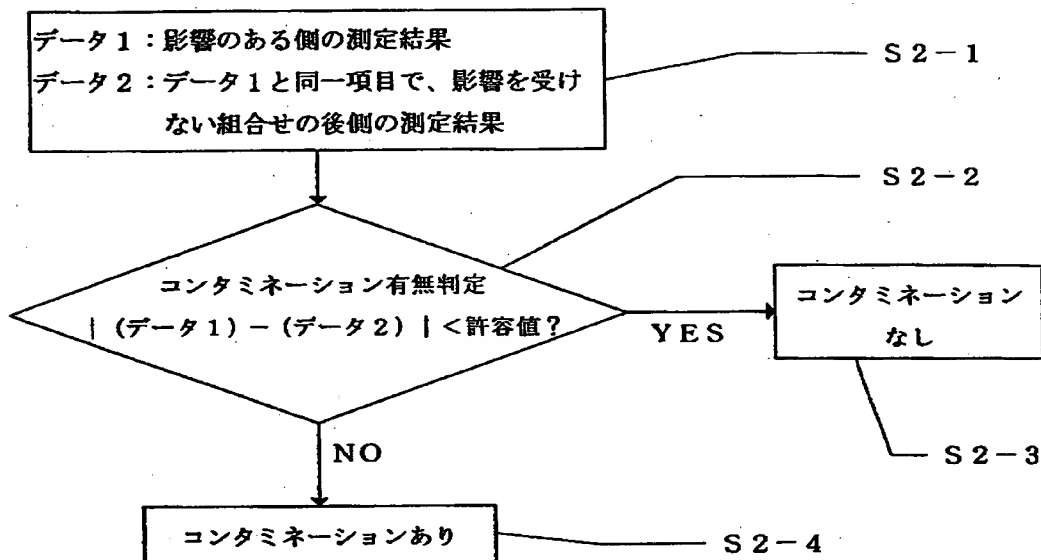 データ1：影響のある側の測定結果
データ2：データ1と同一項目で、影響を受け
ない組合せの後側の測定結果
S2－1
S2－2
コンタミネーション有無判定
|（データ1）－（データ2）|＜許容値？
YES
コンタミネーション
なし
S2－3
NO
コンタミネーションあり
S2－4